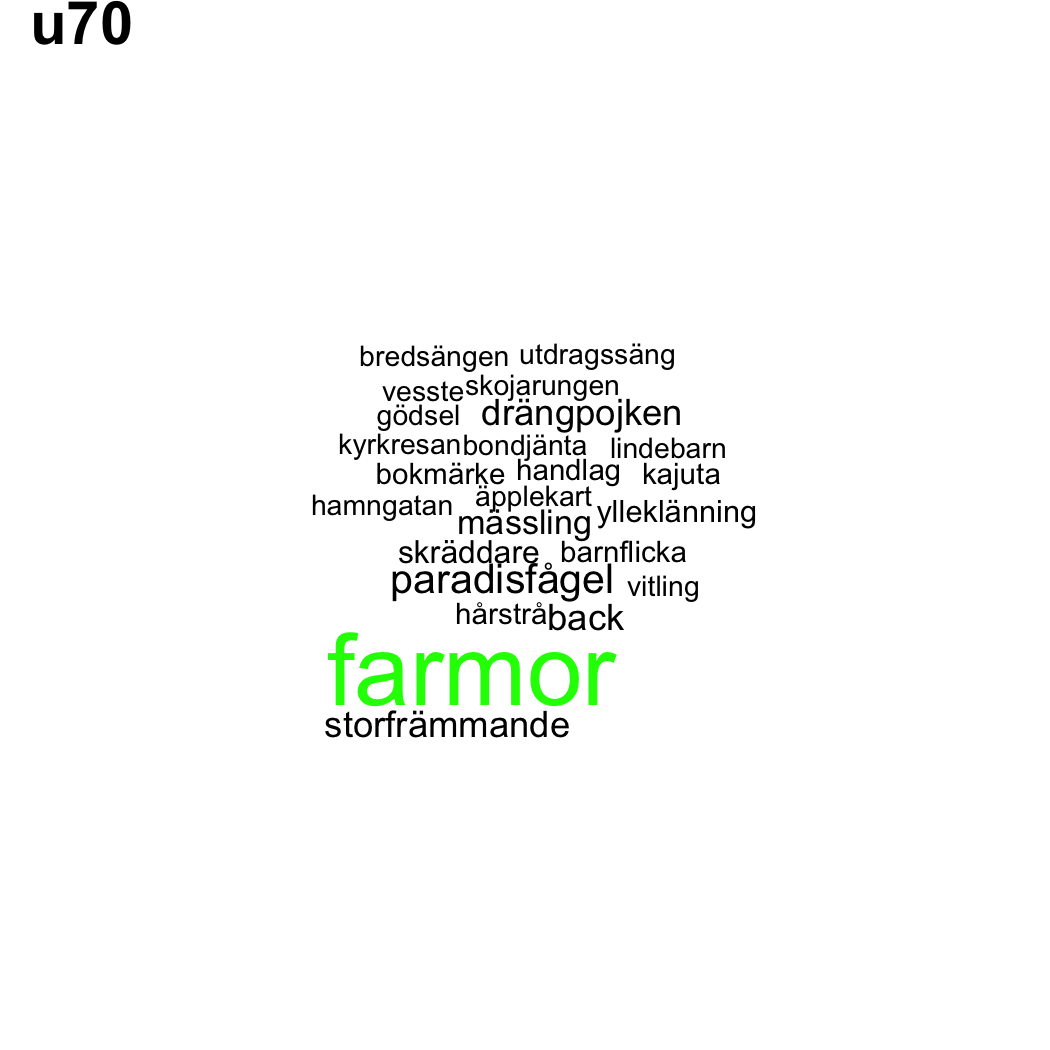 u70
bredsängen utdragssäng
vesste skojarungen
gödsel drängpojken
kyrkresan bondjänta lindebarn
bokmärke handlag kajuta
hamngatan äpplekart ylleklänning
mässling
skräddare barnflicka
paradisfågel vitling
hårstrå back
farmor
storfrämmande